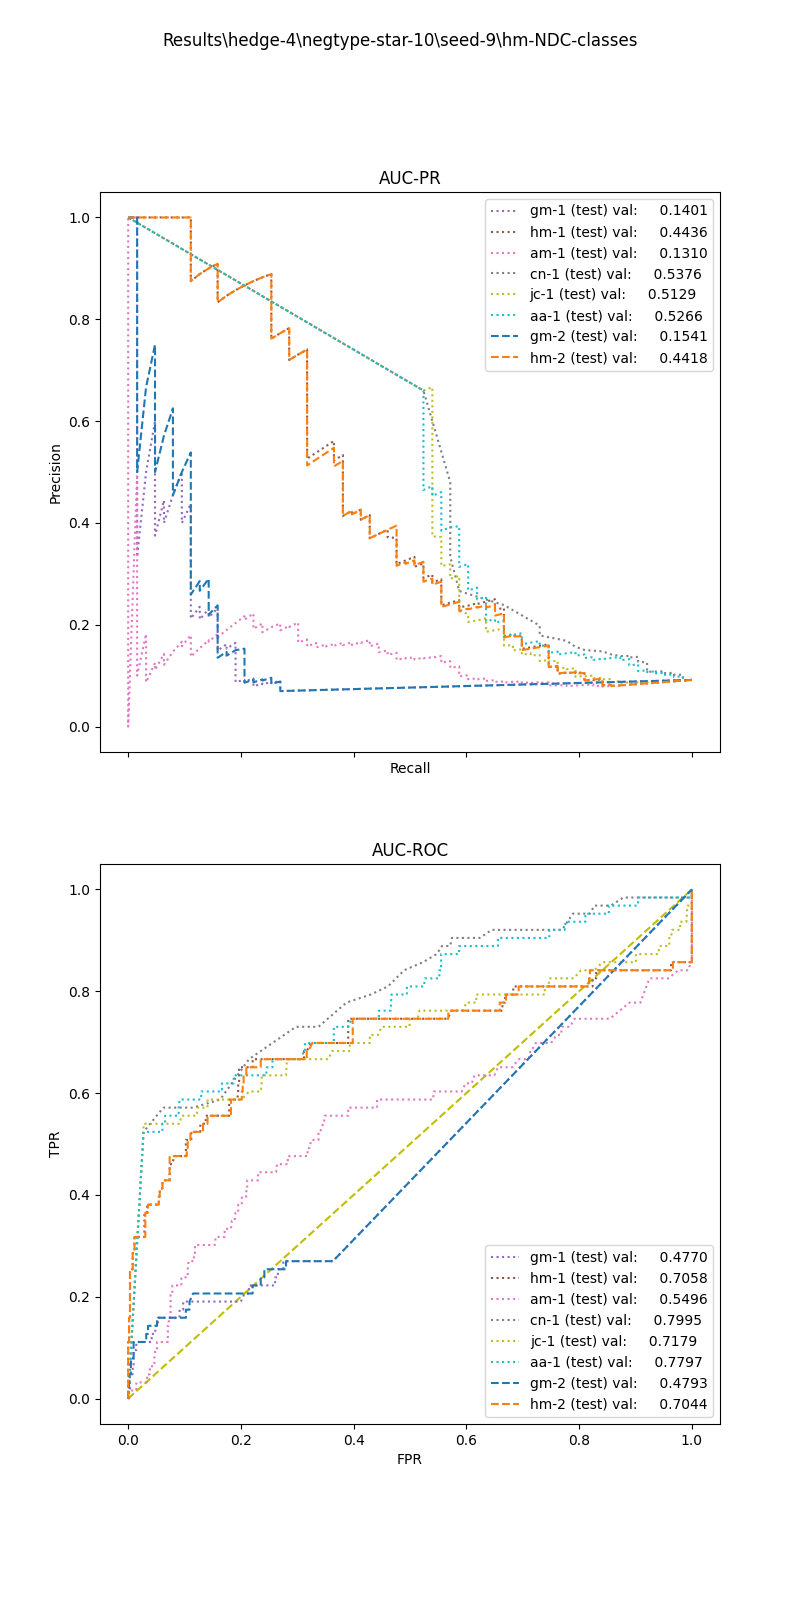 Results\hedge-4\negtype-star-10\seed-9\hm-NDC-classes
AUC-PR
1.0
0.8
0.6
0.4
0.2
0.0
Precision
Recall
gm-1 (test) val: 0.1401
hm-1 (test) val: 0.4436
am-1 (test) val: 0.1310
cn-1 (test) val: 0.5376
jc-1 (test) val: 0.5129
aa-1 (test) val: 0.5266
gm-2 (test) val: 0.1541
hm-2 (test) val: 0.4418
AUC-ROC
1.0
0.8
0.6
0.4
0.2
0.0
TPR
0.0 0.2 0.4 0.6 0.8 1.0
FPR
gm-1 (test) val: 0.4770
hm-1 (test) val: 0.7058
am-1 (test) val: 0.5496
cn-1 (test) val: 0.7995
jc-1 (test) val: 0.7179
aa-1 (test) val: 0.7797
gm-2 (test) val: 0.4793
hm-2 (test) val: 0.7044